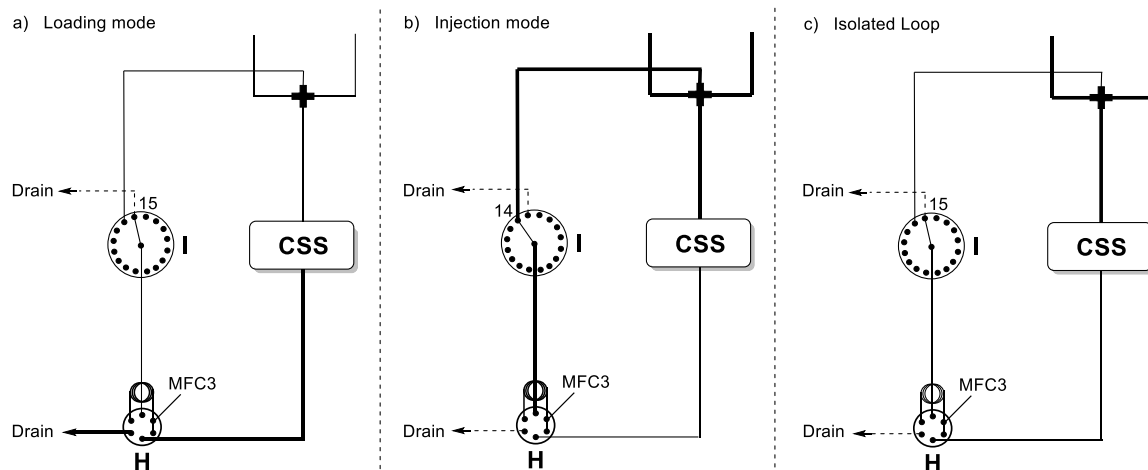 a) Loading mode
Drain
15
I
CSS
MFC3
Drain
H
b) Injection mode
Drain
14
I
CSS
MFC3
Drain
H
c) Isolated Loop
Drain
15
I
CSS
MFC3
Drain
H